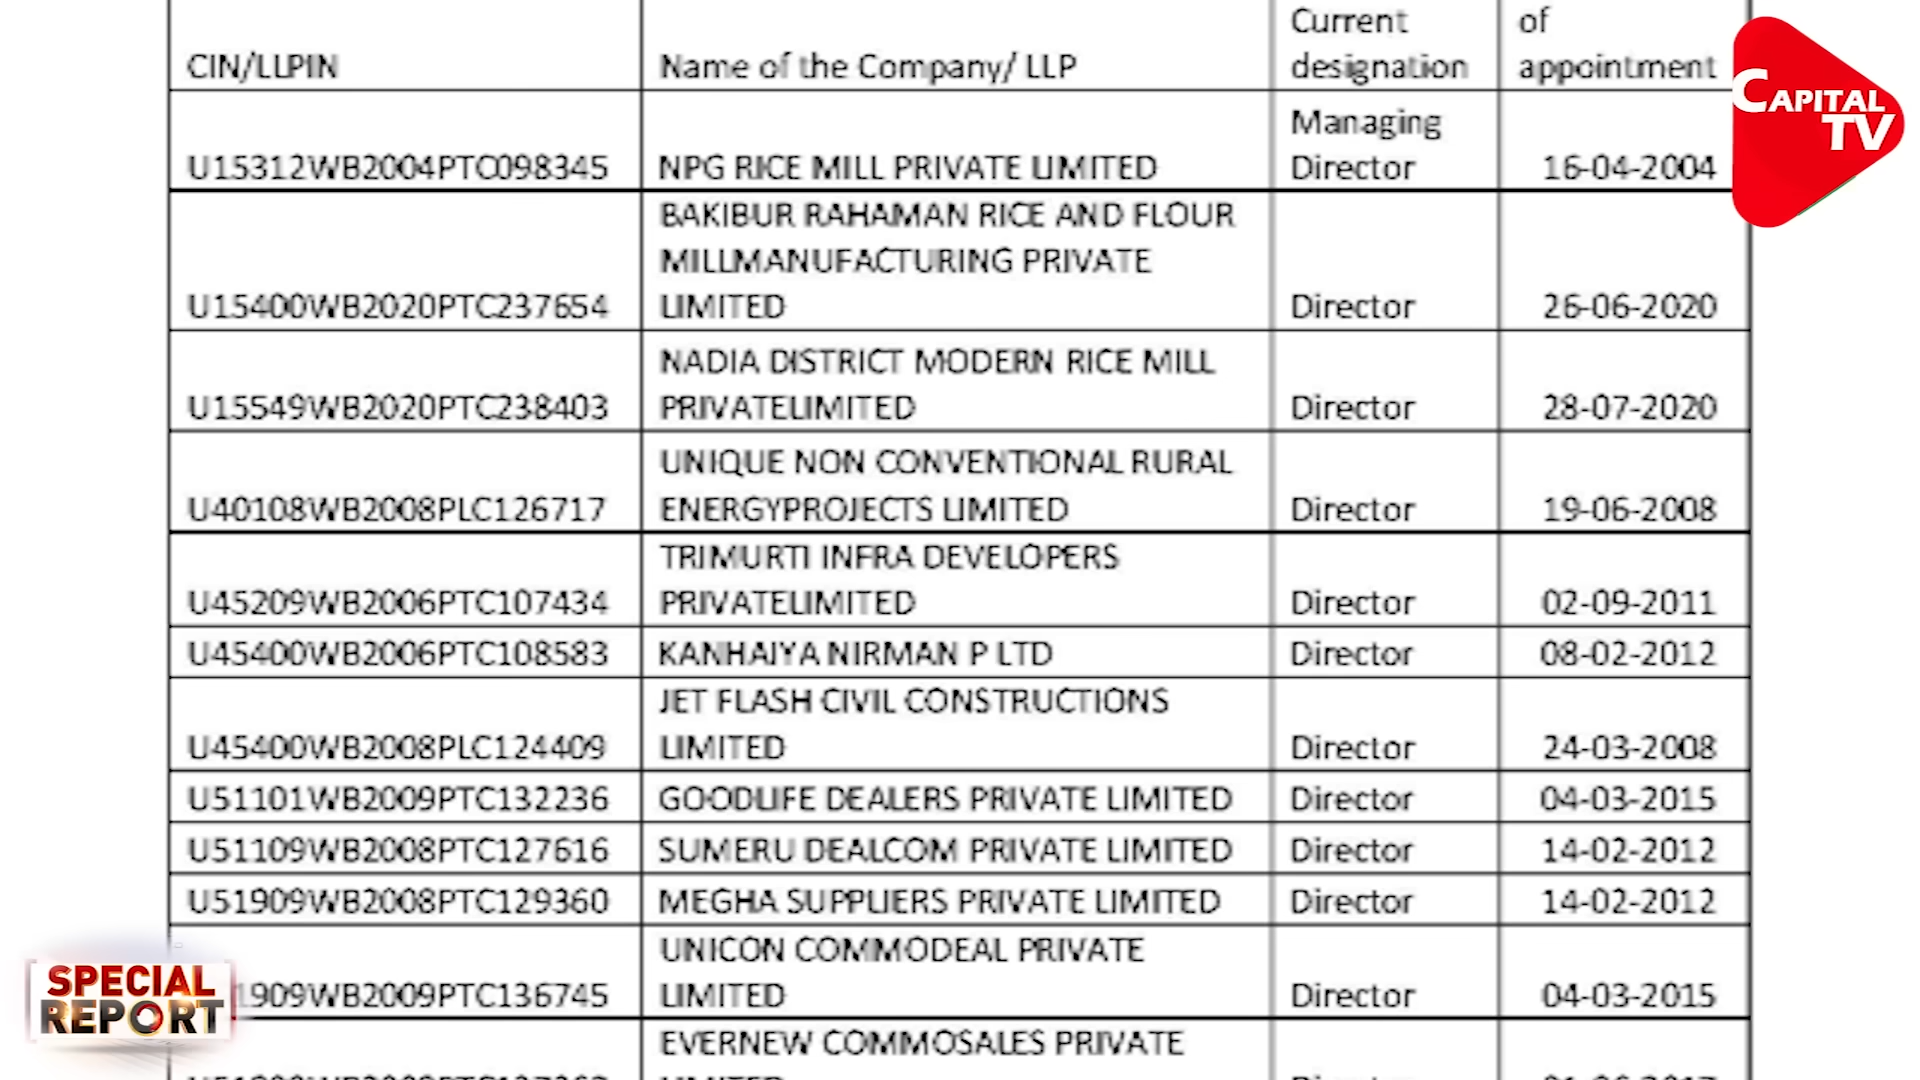 Current of
CIN/LLPIN Name of the Company/ LLP designation appointment
CAPITAL
TV
Managing
U15312WB2004PTC098345 NPG RICE MILL PRIVATE LIMITED Director 16-04-2004
BAKIBUR RAHAMAN RICE AND FLOUR
MILLMANUFACTURING PRIVATE
U15400WB2020PTC237654 LIMITED Director 26-06-2020
NADIA DISTRICT MODERN RICE MILL
U15549WB2020PTC238403 PRIVATELIMITED Director 28-07-2020
UNIQUE NON CONVENTIONAL RURAL
U40108WB2008PLC126717 ENERGYPROJECTS LIMITED Director 19-06-2008
TRIMURTI INFRA DEVELOPERS
U45209WB2006PTC107434 PRIVATELIMITED Director 02-09-2011
U45400WB2006PTC108583 KANHAIYA NIRMAN P LTD Director 08-02-2012
JET FLASH CIVIL CONSTRUCTIONS
U45400WB2008PLC124409 LIMITED Director 24-03-2008
U51101WB2009PTC132236 GOODLIFE DEALERS PRIVATE LIMITED Director 04-03-2015
U51109WB2008PTC127616 SUMERU DEALCOM PRIVATE LIMITED Director 14-02-2012
U51909WB2008PTC129360 MEGHA SUPPLIERS PRIVATE LIMITED Director 14-02-2012
UNICON COMMODEAL PRIVATE
1909WB2009PTC136745 LIMITED Director 04-03-2015
SPECIAL
REPORT
EVERNEW COMMOSALES PRIVATE